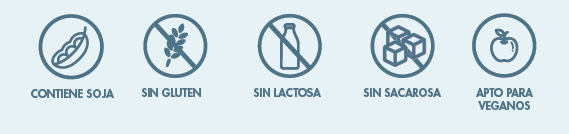 CONTIENE SOJA
SIN GLUTEN
SIN LACTOSA
SIN SACAROSA
APTO PARA
VEGANOS